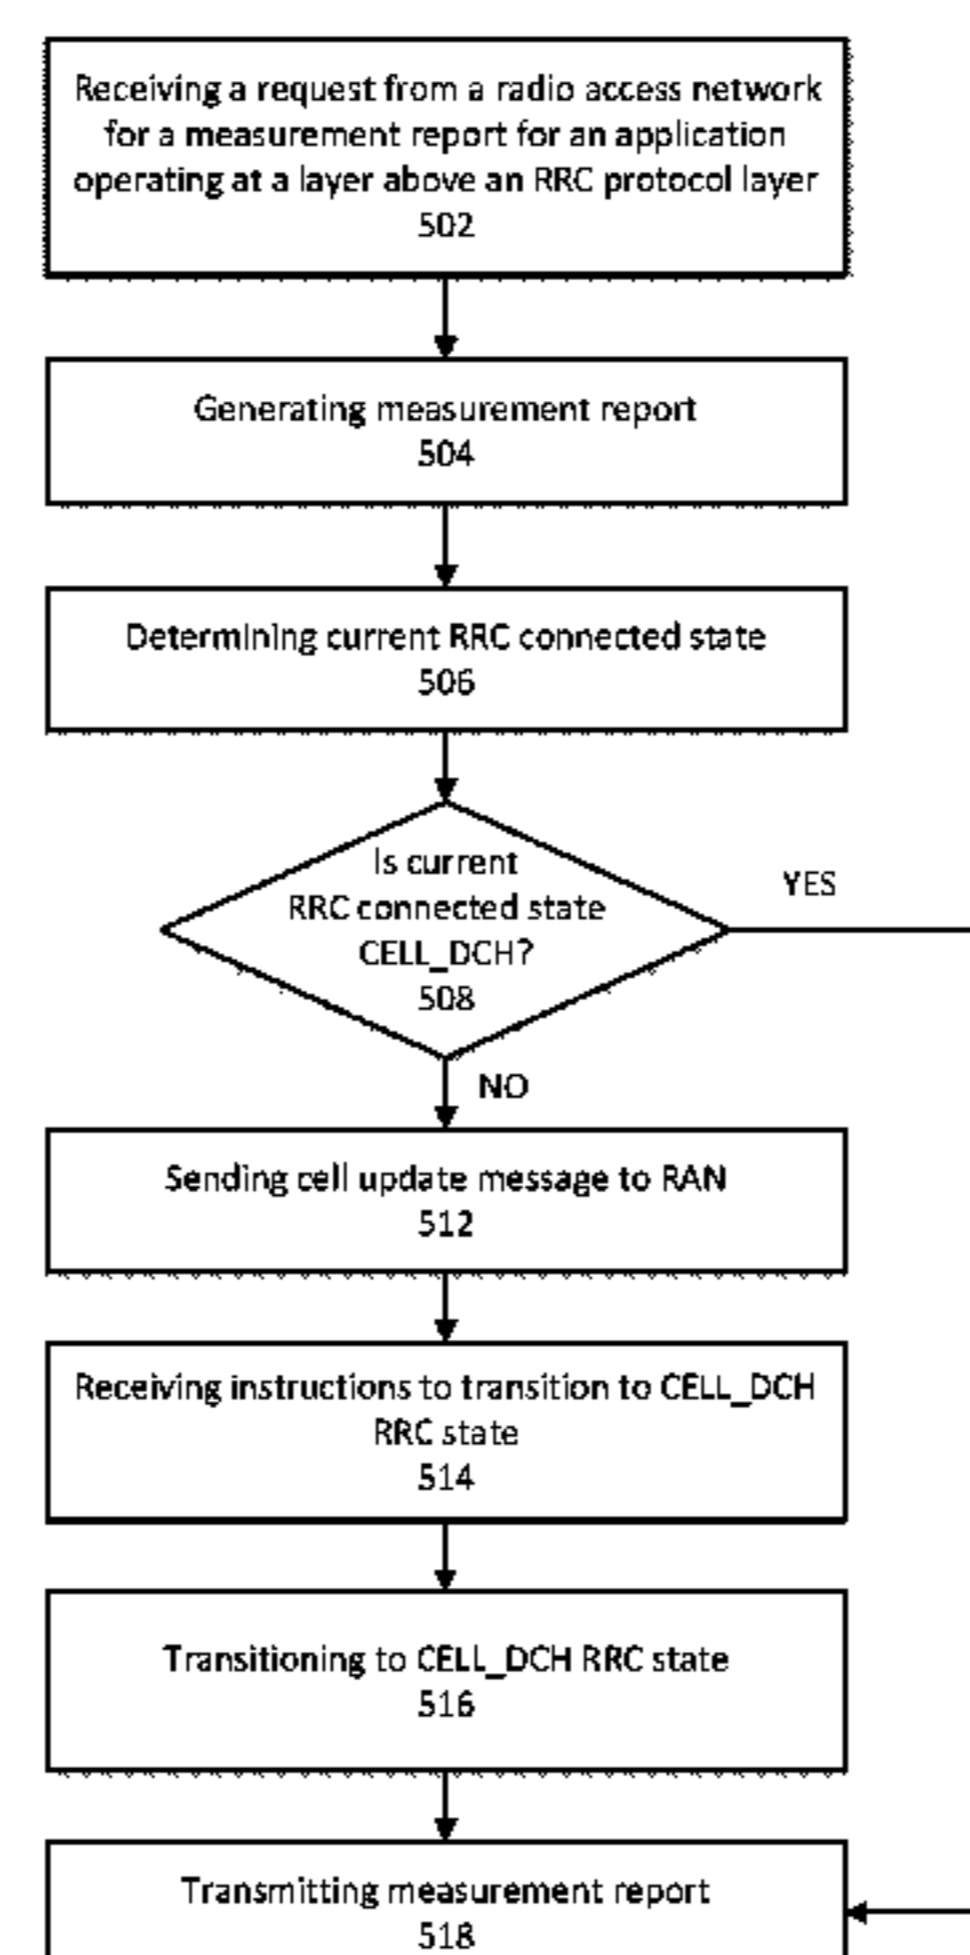 Receiving a request from a radio access network
for a measurement report for an application
operating at a layer above an RRC protocol layer
502
Generating measurement report
504
Determining current RRC connected state
506
Is current
RRC connected state
CELL_DCH?
508
YES
NO
Sending cell update message to RAN
512
Receiving instructions to transition to CELL_DCH
RRC state
514
Transitioning to CELL_DCH RRC state
516
Transmitting measurement report
518